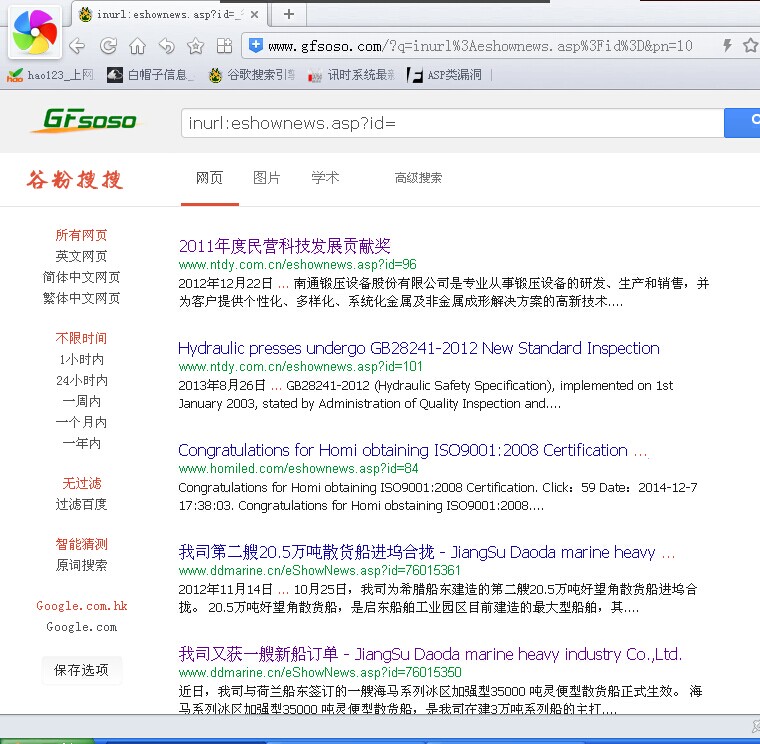 inurl:eshownews.asp?id=_
www.gfsoso.com/?q=inurl%3Aeshownews.asp%3Fid%3D&pn=10
hao123_上网
白帽子信息_
谷歌搜索引擎
讯时系统最新
ASP类漏洞
GFsoso
inurl:eshownews.asp?id=
谷粉搜搜
网页
图片
学术
高级搜索
所有网页
英文网页
简体中文网页
繁体中文网页
不限时间
1小时内
24小时内
一周内
一个月内
一年内
无过滤
过滤百度
智能猜测
原词搜索
Google.com.hk
Google.com
保存选项
2011年度民营科技发展贡献奖
www.ntdy.com.cn/eshownews.asp?id=96
2012年12月22日 ... 南通锻压设备股份有限公司是专业从事锻压设备的研发、生产和销售，并
为客户提供个性化、多样化、系统化金属及非金属成形解决方案的高新技术....
Hydraulic presses undergo GB28241-2012 New Standard Inspection
www.ntdy.com.cn/eshownews.asp?id=101
2013年8月26日 ... GB28241-2012 (Hydraulic Safety Specification), implemented on 1st
January 2003, stated by Administration of Quality Inspection and....
Congratulations for Homi obtaining ISO9001:2008 Certification ...
www.homiled.com/eshownews.asp?id=84
Congratulations for Homi obtaining ISO9001:2008 Certification. Click：59 Date：2014-12-7
17:38:03. Congratulations for Homi obstaining ISO9001:2008....
我司第二艘20.5万吨散货船进坞合拢 - JiangSu Daoda marine heavy ...
www.ddmarine.cn/eShowNews.asp?id=76015361
2012年11月14日 ... 10月25日，我司为希腊船东建造的第二艘20.5万吨好望角散货船进坞合
拢。 20.5万吨好望角散货船，是启东船舶工业园区目前建造的最大型船舶，其....
我司又获一艘新船订单 - JiangSu Daoda marine heavy industry Co.,Ltd.
www.ddmarine.cn/eShowNews.asp?id=76015350
近日，我司与荷兰船东签订的一艘海马系列冰区加强型35000 吨灵便型散货船正式生效。 海
马系列冰区加强型35000 吨灵便型散货船，是我司在建3万吨系列船的主打....